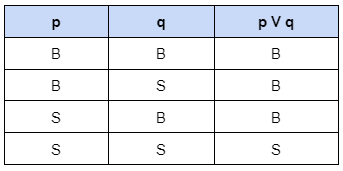 p q p V q
B B B
B S B
S B B
S S S